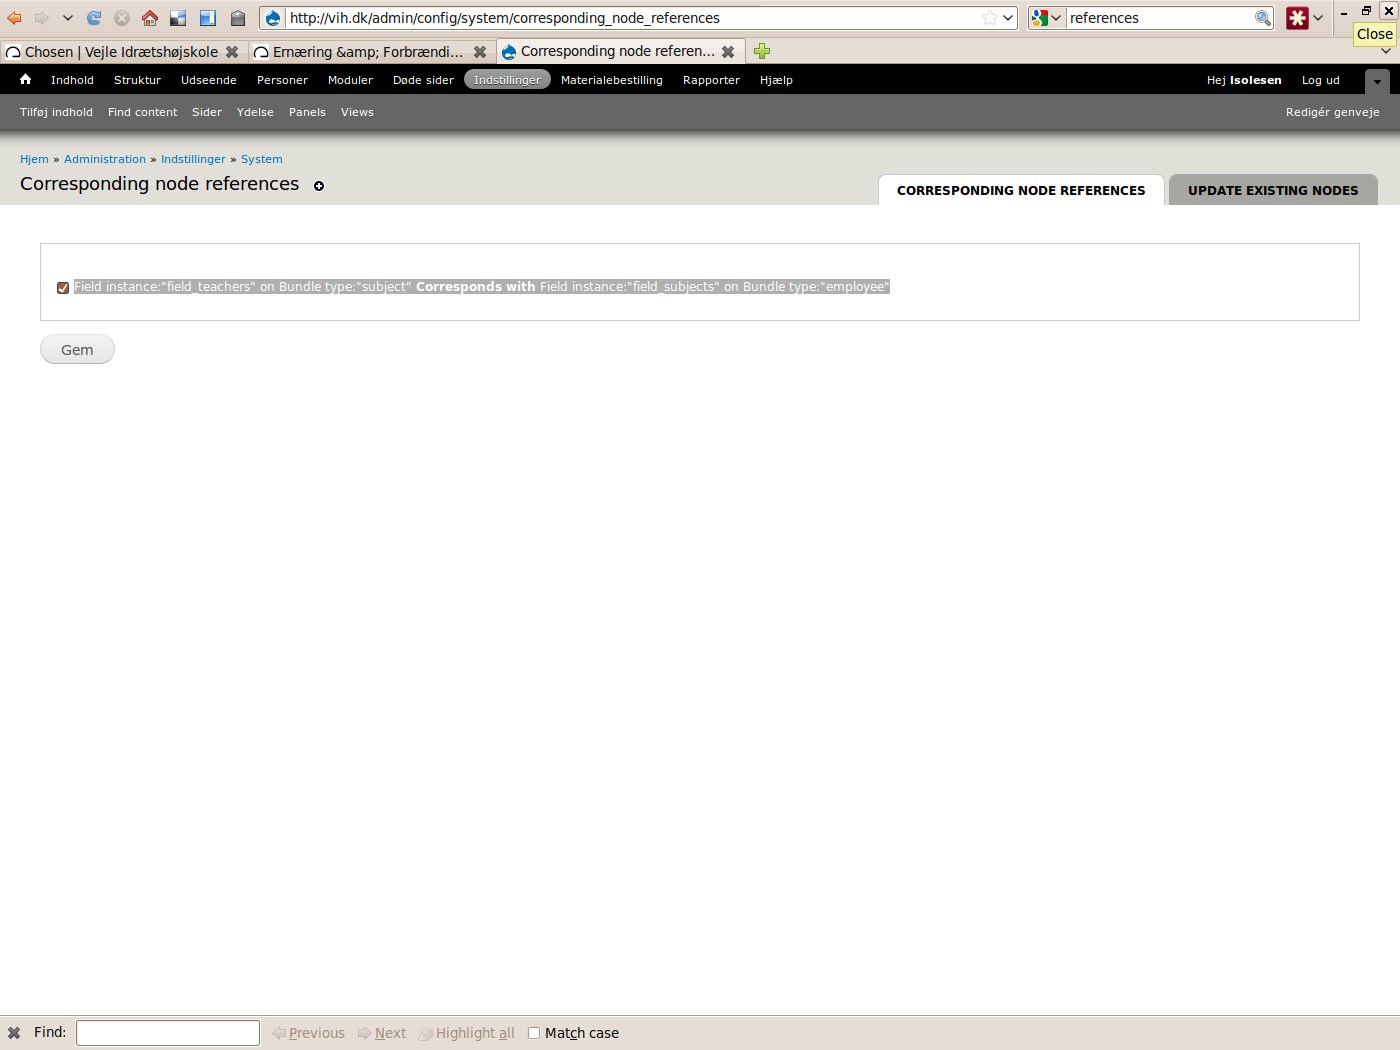 http://vih.dk/admin/config/system/corresponding_node_references
references
Close
Chosen | Vejle Idrætshøjskole
Ernæring &amp; Forbrændi...
Corresponding node referen...
Indhold Struktur Udseende Personer Moduler Døde sider Indstillinger Materialebestilling Rapporter Hjælp
Hej Isolesen Log ud
Tilføj indhold Find content Sider Ydelse Panels Views
Redigér genveje
Hjem » Administration » Indstillinger » System
Corresponding node references
CORRESPONDING NODE REFERENCES
UPDATE EXISTING NODES
Field instance:"field_teachers" on Bundle type:"subject" Corresponds with Field instance:"field_subjects" on Bundle type:"employee"
Gem
Find: Previous Next Highlight all Match case